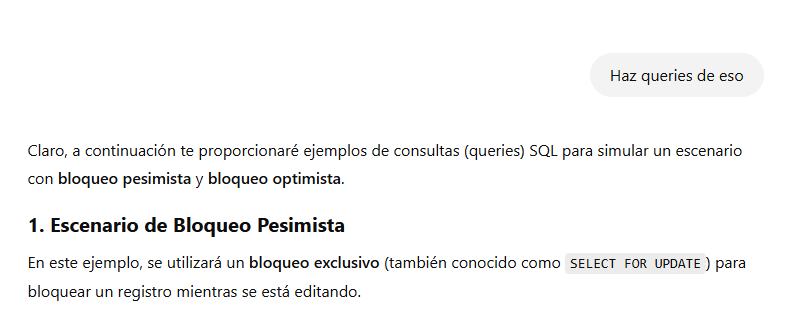 Haz queries de eso
Claro, a continuación te proporcionaré ejemplos de consultas (queries) SQL para simular un escenario
con bloqueo pesimista y bloqueo optimista.
1. Escenario de Bloqueo Pesimista
En este ejemplo, se utilizará un bloqueo exclusivo (también conocido como SELECT FOR UPDATE) para
bloquear un registro mientras se está editando.